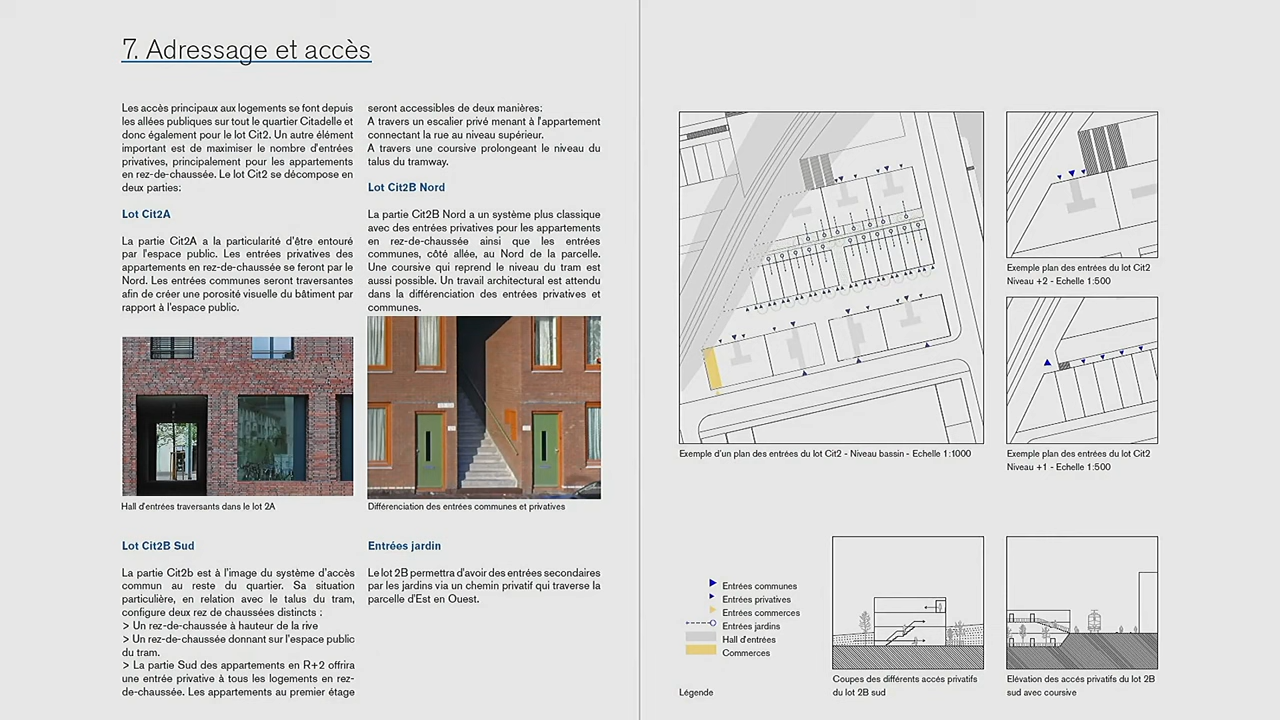 7. Adressage et accès
Les accès principaux aux logements se font depuis
les allées publiques sur tout le quartier Citadelle et
donc également pour le lot Cit2. Un autre élément
important est de maximiser le nombre d'entrées
privatives, principalement pour les appartements
en rez-de-chaussée. Le lot Cit2 se décompose en
deux parties:
Lot Cit2A
La partie Cit2A a la particularité d'être entouré
par l'espace public. Les entrées privatives des
appartements en rez-de-chaussée se feront par le
Nord. Les entrées communes seront traversantes
afin de créer une porosité visuelle du bâtiment par
rapport à l'espace public.
Hall d'entrées traversants dans le lot 2A
Lot Cit2B Sud
La partie Cit2b est à l'image du système d'accès
commun au reste du quartier. Sa situation
particulière, en relation avec le talus du tram,
configure deux rez de chaussées distincts :
> Un rez-de-chaussée à hauteur de la rive
> Un rez-de-chaussée donnant sur l'espace public
du tram.
> La partie Sud des appartements en R+2 offrira
une entrée privative à tous les logements en rez-
de-chaussée. Les appartements au premier étage
seront accessibles de deux manières:
A travers un escalier privé menant à l'appartement
connectant la rue au niveau supérieur.
A travers une coursive prolongeant le niveau du
talus du tramway.
Lot Cit2B Nord
La partie Cit2B Nord a un système plus classique
avec des entrées privatives pour les appartements
en rez-de-chaussée ainsi que les entrées
communes, côté allée, au Nord de la parcelle.
Une coursive qui reprend le niveau du tram est
aussi possible. Un travail architectural est attendu
dans la différenciation des entrées privatives et
communes.
Différenciation des entrées communes et privatives
Entrées jardin
Le lot 2B permettra d'avoir des entrées secondaires
par les jardins via un chemin privatif qui traverse la
parcelle d'Est en Ouest.
Exemple d'un plan des entrées du lot Cit2 - Niveau bassin - Echelle 1:1000
Exemple plan des entrées du lot Cit2
Niveau +2 - Echelle 1:500
Exemple plan des entrées du lot Cit2
Niveau +1 - Echelle 1:500
Entrées communes
Entrées privatives
Entrées commerces
Entrées jardins
Hall d'entrées
Commerces
Légende
Coupes des différents accés privatifs
du lot 2B sud
Elévation des accés privatifs du lot 2B
sud avec coursive